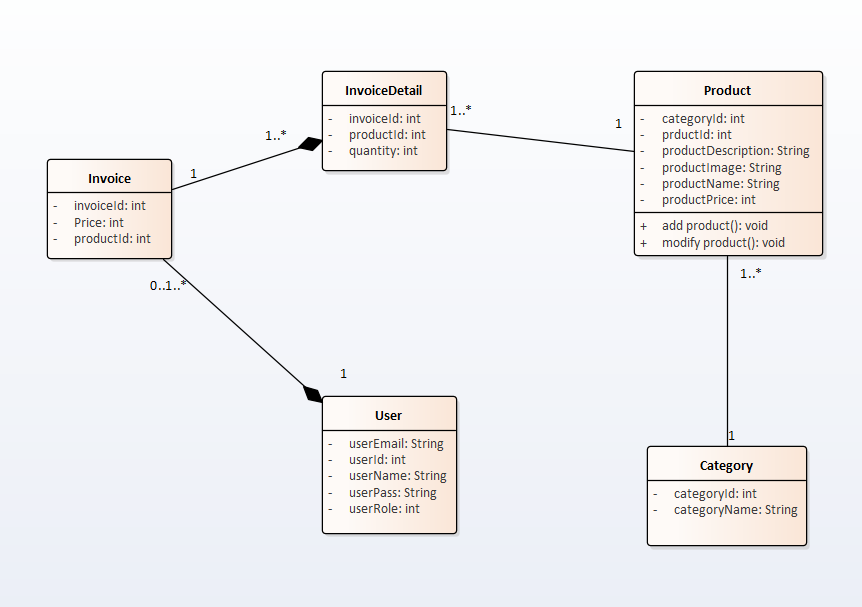 InvoiceDetail
- invoiceId: int
- productId: int
- quantity: int
1..*
1..*
1
1
Product
- categoryId: int
- prductId: int
- productDescription: String
- productImage: String
- productName: String
- productPrice: int
+ add product(): void
+ modify product(): void
Invoice
- invoiceId: int
- Price: int
- productId: int
0..1..*
1
1..*
1
User
- userEmail: String
- userId: int
- userName: String
- userPass: String
- userRole: int
Category
- categoryId: int
- categoryName: String